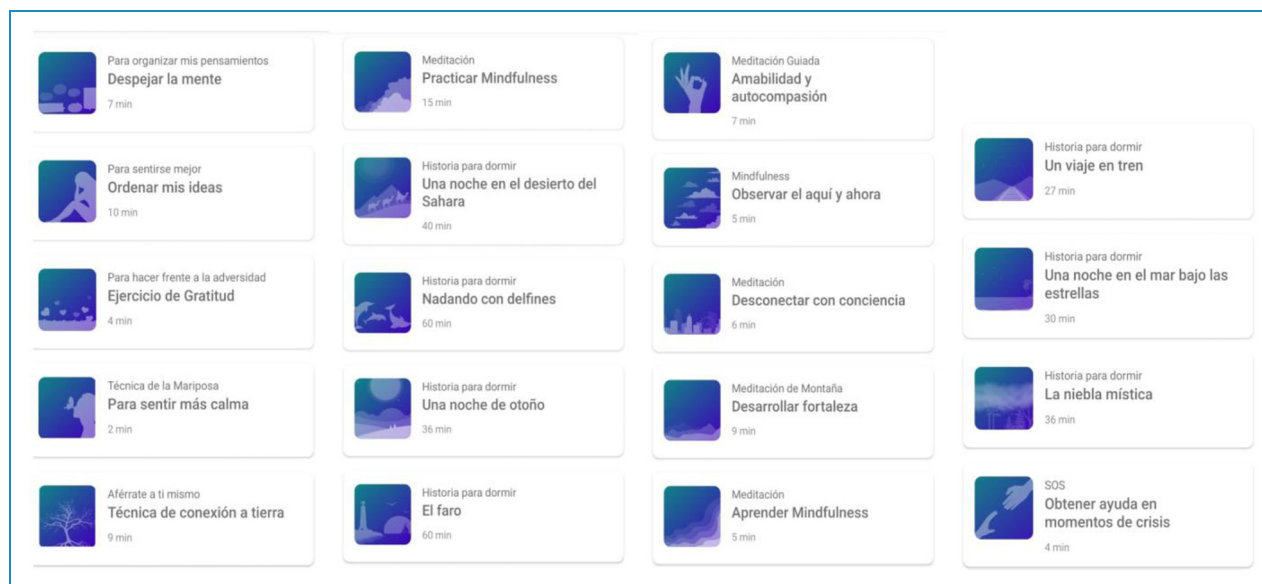 Para organizar mis pensamientos
Despejar la mente
7 min
Para sentirse mejor
Ordenar mis ideas
10 min
Para hacer frente a la adversidad
Ejercicio de Gratitud
4 min
Técnica de la Mariposa
Para sentir más calma
2 min
Aférrate a ti mismo
Técnica de conexión a tierra
9 min
Meditación
Practicar Mindfulness
15 min
Historia para dormir
Una noche en el desierto del
Sahara
40 min
Historia para dormir
Nadando con delfines
60 min
Historia para dormir
Una noche de otoño
36 min
Historia para dormir
El faro
60 min
Meditación Guiada
Amabilidad y
autocompasión
7 min
Mindfulness
Observar el aquí y ahora
5 min
Meditación
Desconectar con conciencia
6 min
Meditación de Montaña
Desarrollar fortaleza
9 min
Meditación
Aprender Mindfulness
5 min
Historia para dormir
Un viaje en tren
27 min
Historia para dormir
Una noche en el mar bajo las
estrellas
30 min
Historia para dormir
La niebla mística
36 min
SOS
Obtener ayuda en
momentos de crisis
4 min